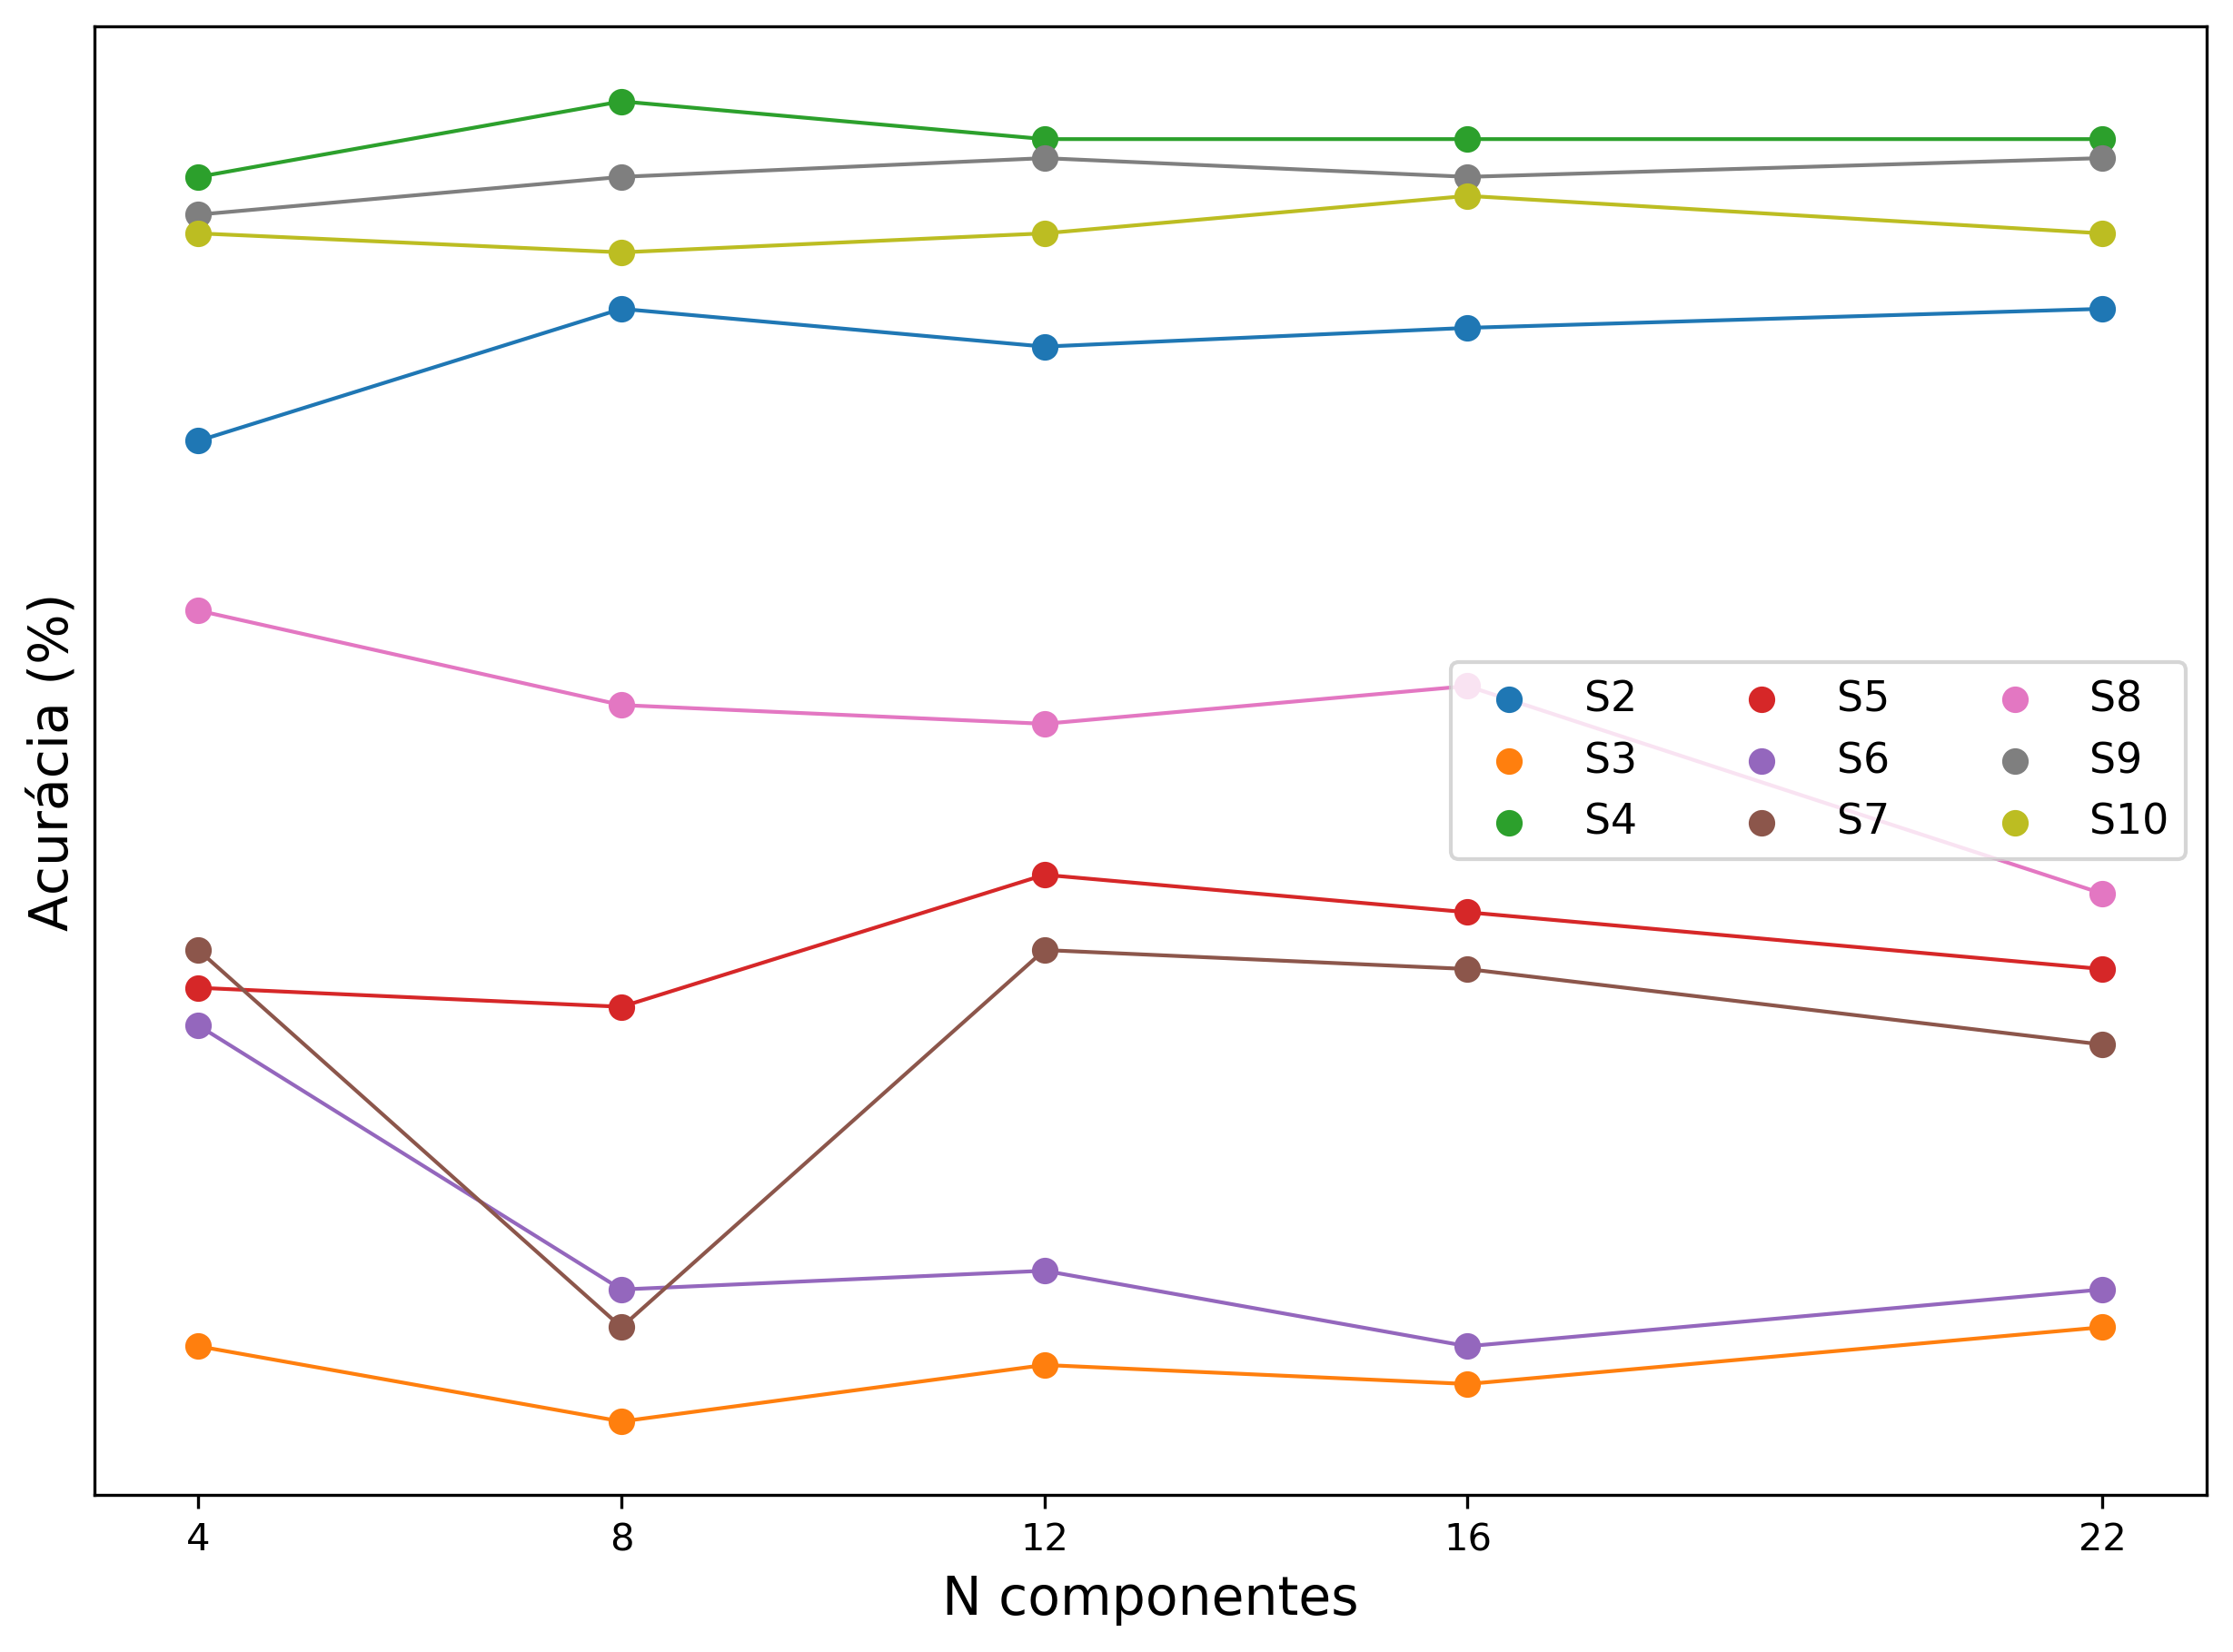 Acurácia (%)
S2 S5 S8
S3 S6 S9
S4 S7 S10
4 8 12 16 22
N componentes